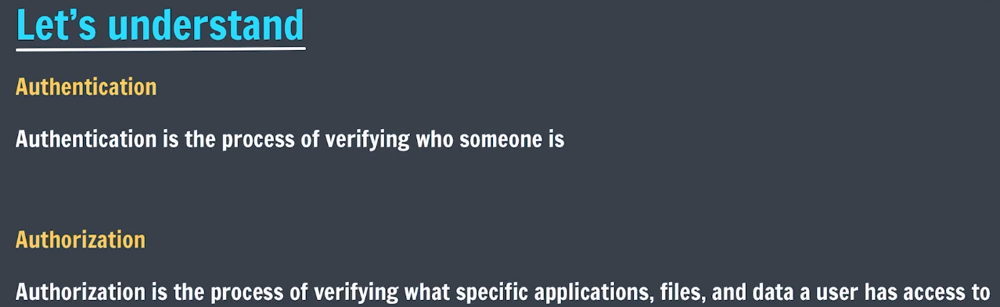 Let's understand
Authentication
Authentication is the process of verifying who someone is
Authorization
Authorization is the process of verifying what specific applications, files, and data a user has access to